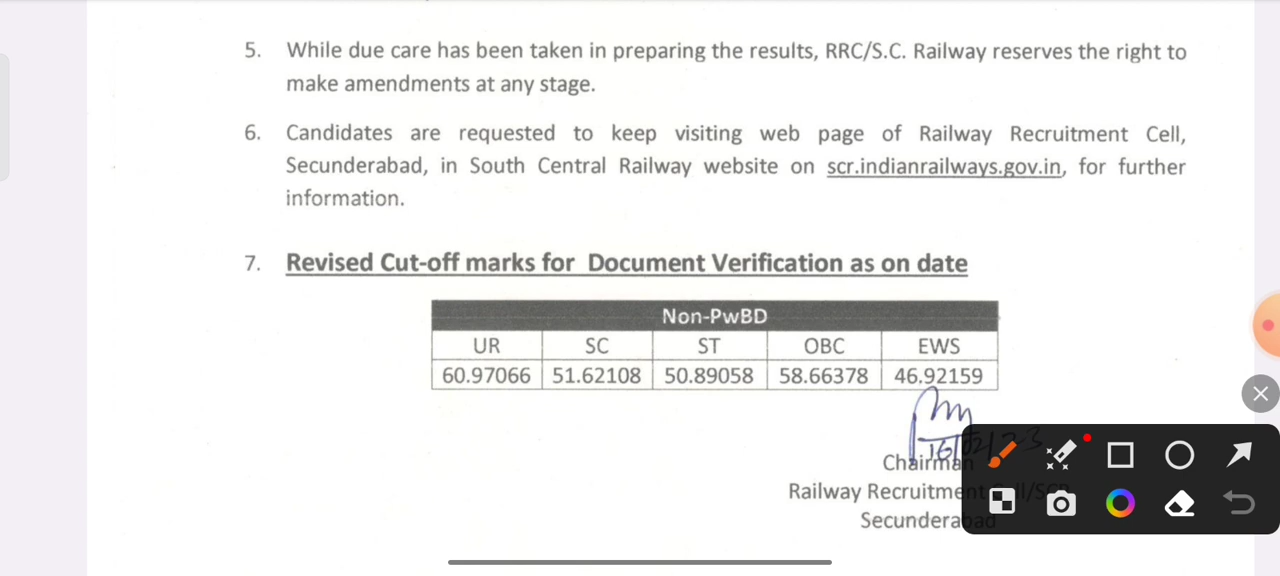 5. While due care has been taken in preparing the results, RRC/S.C. Railway reserves the right to
make amendments at any stage.
6. Candidates are requested to keep visiting web page of Railway Recruitment Cell,
Secunderabad, in South Central Railway website on scr.indianrailways.gov.in, for further
information.
7. Revised Cut-off marks for Document Verification as on date
Non-PwBD
UR SC ST OBC EWS
60.97066 51.62108 50.89058 58.66378 46.92159
Chairman
Railway Recruitment
Secunderabad